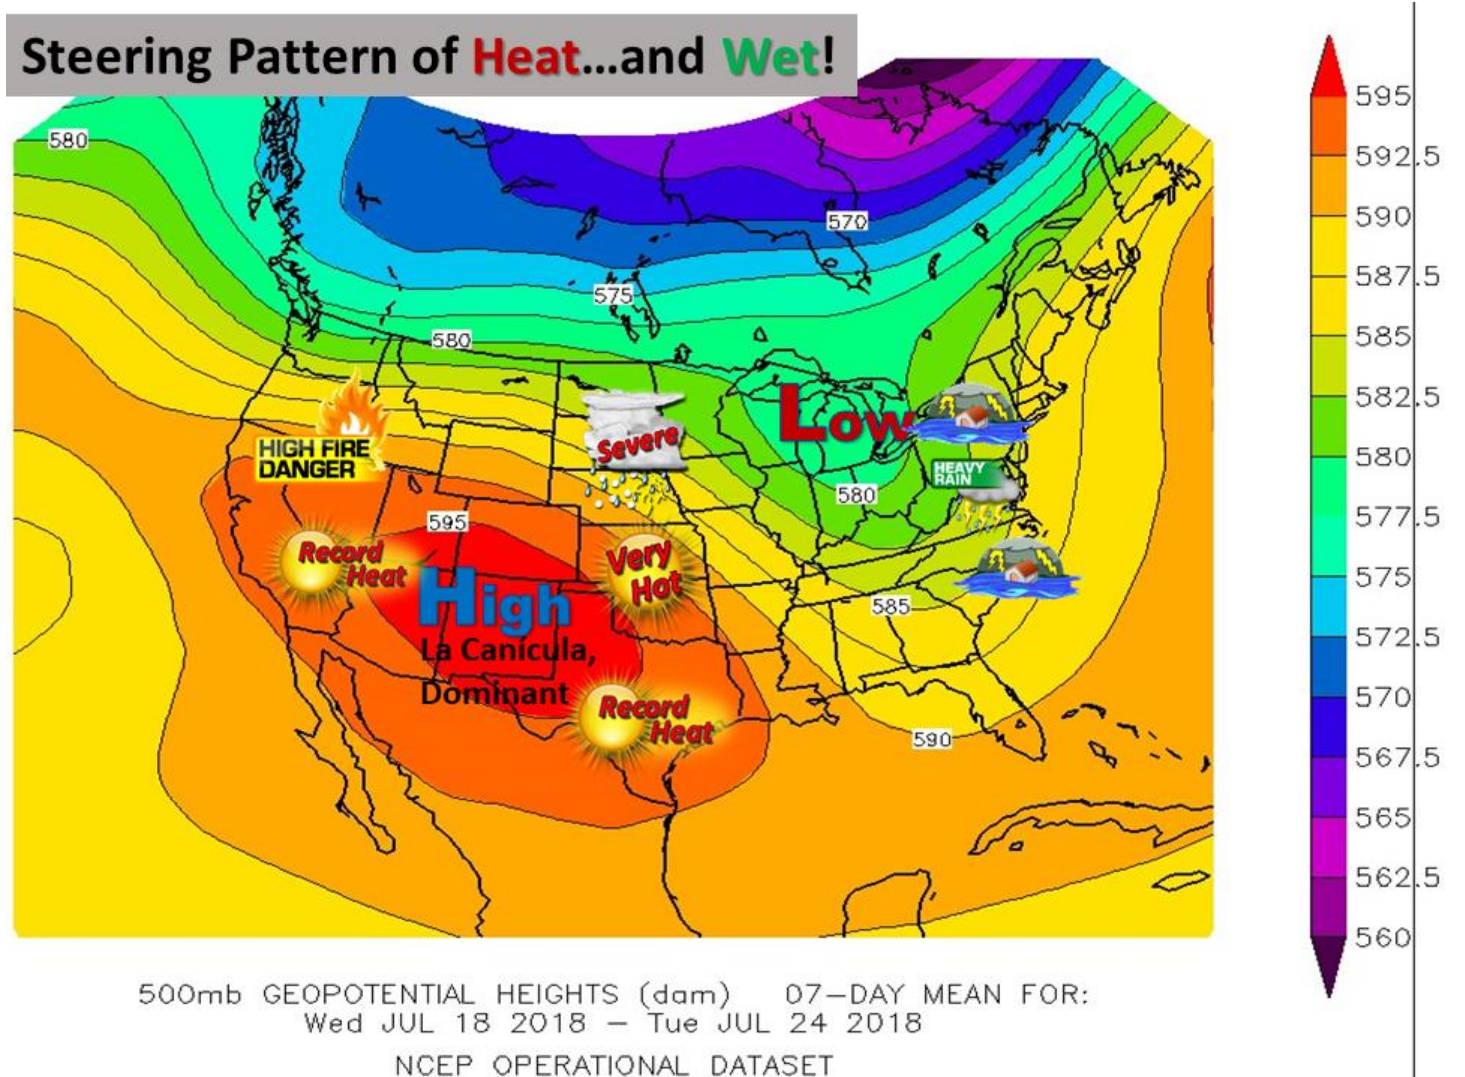 Steering Pattern of Heat...and Wet!
580
570
575
580
595
580
585
590
HIGH FIRE
DANGER
Severe
Low
HEAVY
RAIN
Record
Heat
Very
Hot
High
La Canícula,
Dominant
Record
Heat
595
592.5
590
587.5
585
582.5
580
577.5
575
572.5
570
567.5
565
562.5
560
500mb GEOPOTENTIAL HEIGHTS (dam) 07-DAY MEAN FOR:
Wed JUL 18 2018 – Tue JUL 24 2018
NCEP OPERATIONAL DATASET